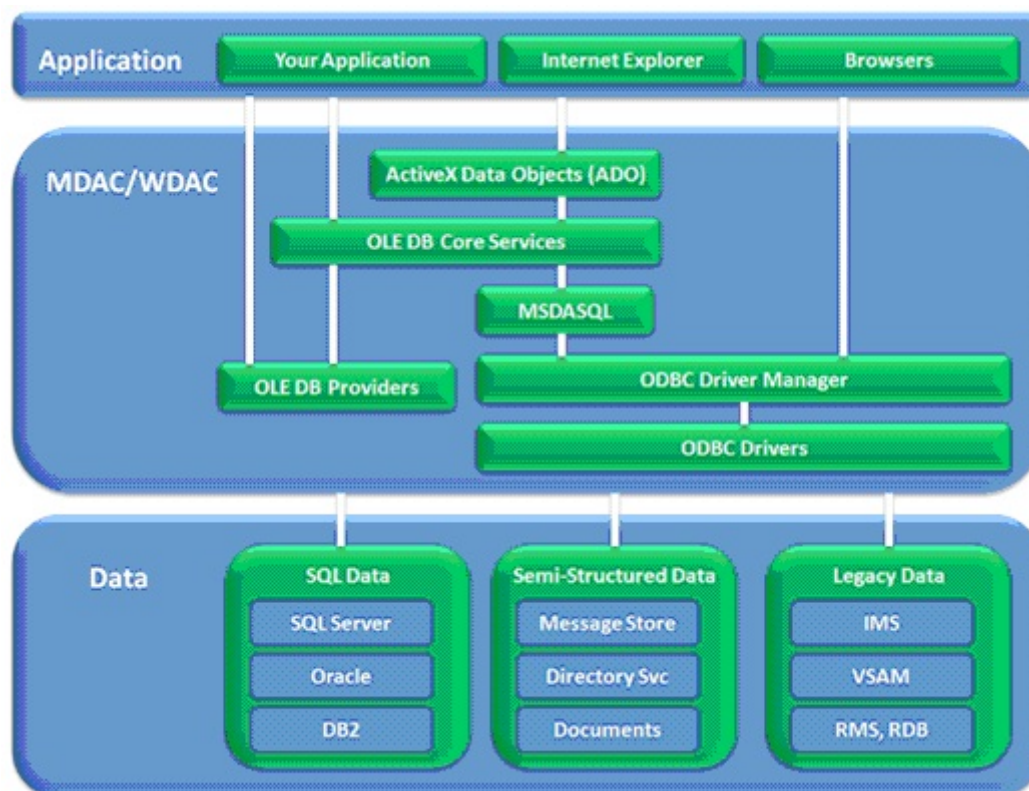 Application
Your Application
Internet Explorer
Browsers
MDAC/WDAC
ActiveX Data Objects (ADO)
OLE DB Core Services
MSDASQL
OLE DB Providers
ODBC Driver Manager
ODBC Drivers
Data
SQL Data
SQL Server
Oracle
DB2
Semi-Structured Data
Message Store
Directory Svc
Documents
Legacy Data
IMS
VSAM
RMS, RDB